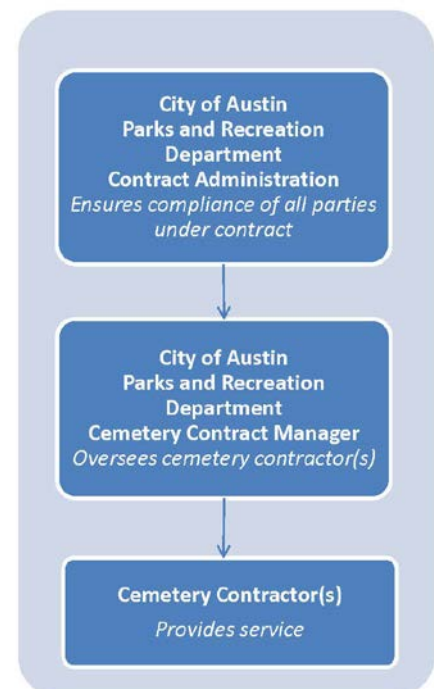 City of Austin
Parks and Recreation
Department
Contract Administration
Ensures compliance of all parties
under contract
City of Austin
Parks and Recreation
Department
Cemetery Contract Manager
Oversees cemetery contractor(s)
Cemetery Contractor(s)
Provides service